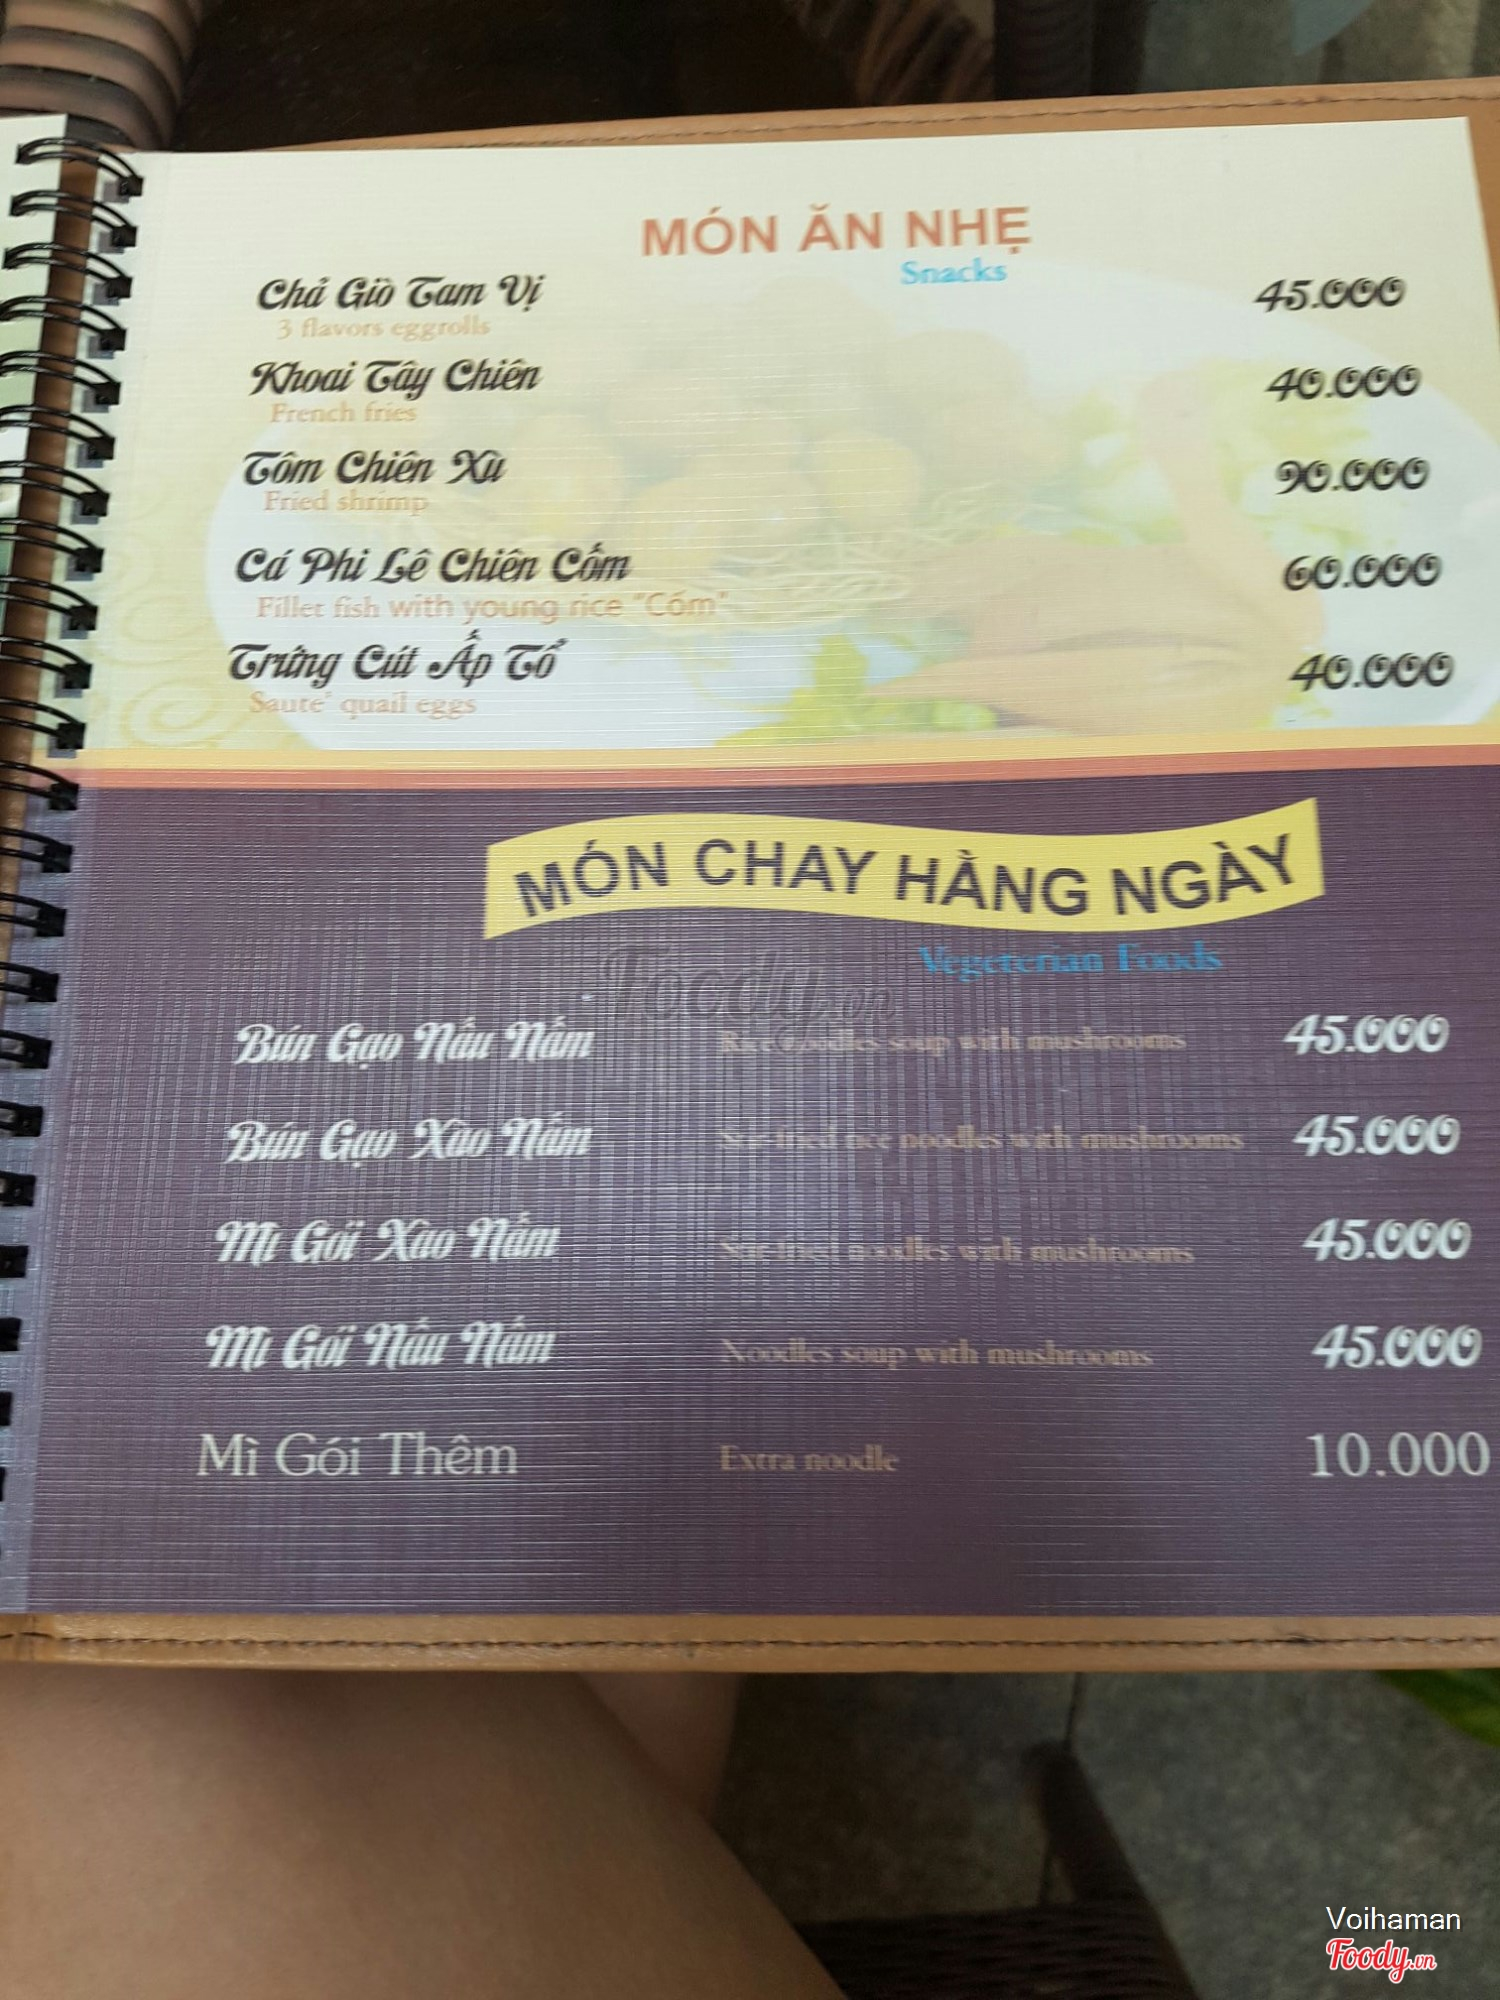 MÓN ĂN NHẸ
Snacks
Chả Giò Tam Vị 45.000
3 flavors eggrolls
Khoai Tây Chiên 40.000
French fries
Tôm Chiên Xù 90.000
Fried shrimp
Cá Phi Lê Chiên Cốm 60.000
Fillet fish with young rice "Cốm"
Trứng Cút Ấp Tổ 40.000
Saute' quail eggs
MÓN CHAY HẰNG NGÀY
Vegeterian Foods
Foody.vn
Bún Gạo Nấu Nấm Rice noodles soup with mushrooms 45.000
Bún Gạo Xào Nấm Stir-fried rice noodles with mushrooms 45.000
Mì Gói Xào Nấm Stir-fried noodles with mushrooms 45.000
Mì Gói Nấu Nấm Noodles soup with mushrooms 45.000
Mì Gói Thêm Extra noodle 10.000
Voihaman
Foody.vn